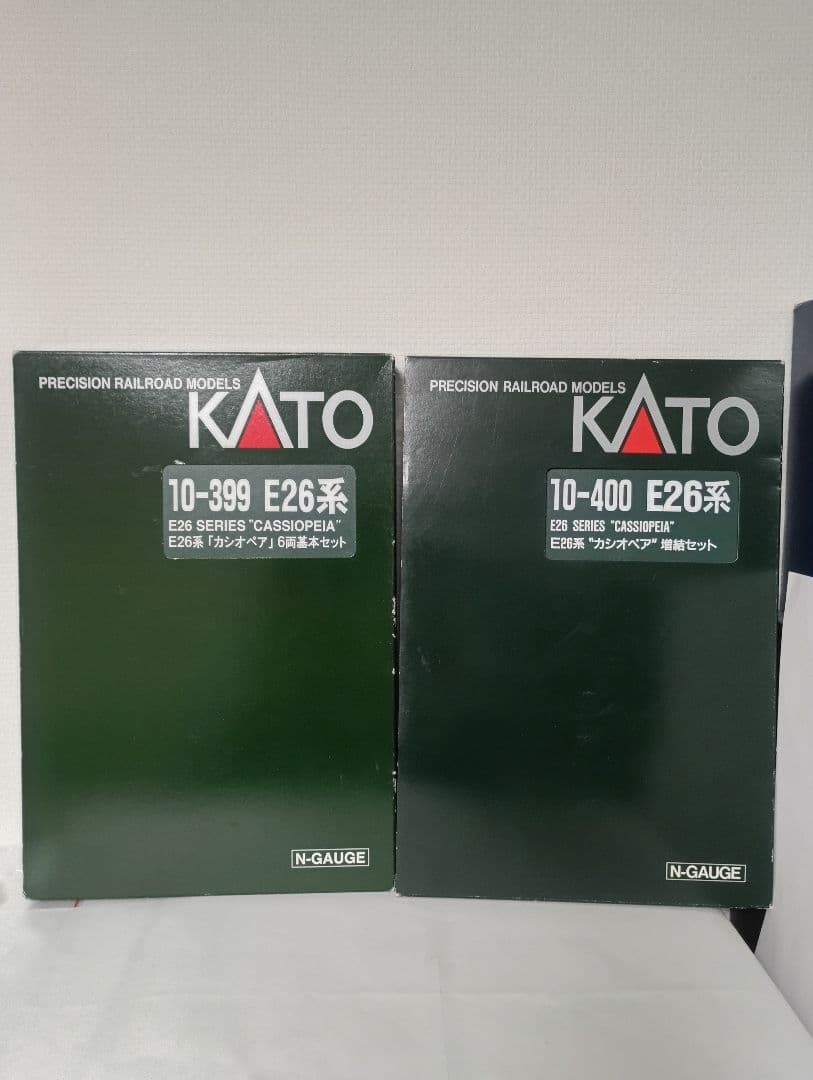 PRECISION RAILROAD MODELS
KATO
10-399 E26系
E26 SERIES "CASSIOPEIA"
E26系「カシオペア」6両基本セット
N-GAUGE
PRECISION RAILROAD MODELS
KATO
10-400 E26系
E26 SERIES "CASSIOPEIA"
E26系 "カシオペア" 増結セット
N-GAUGE